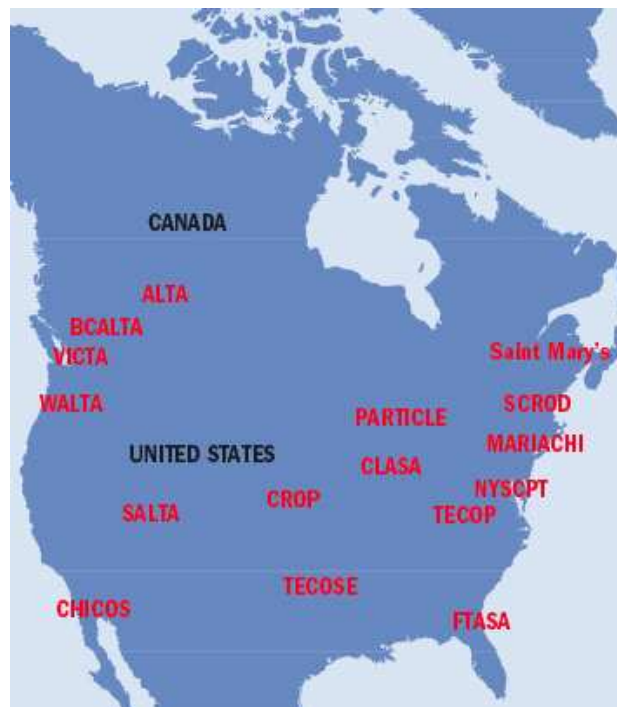 CANADA
ALTA
BCALTA
VICTA
Saint Mary's
WALTA
SCROD
PARTICLE
MARIACHI
UNITED STATES
CLASA
NYSCPT
CROP
SALTA
TECOP
TECOSE
CHICOS
FTASA